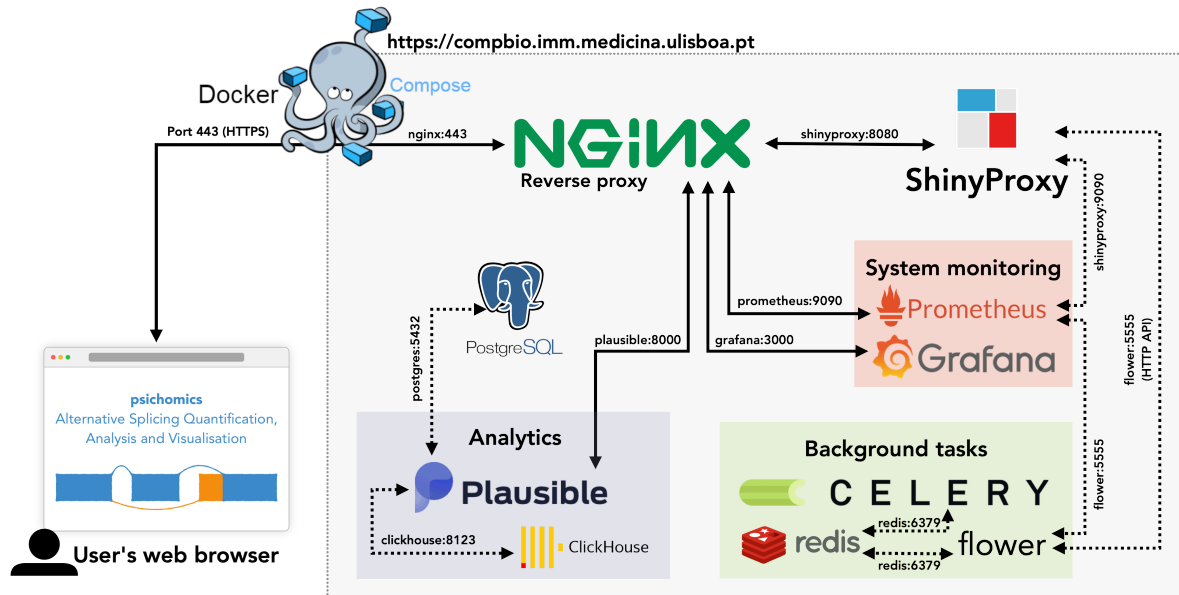 https://compbio.imm.medicina.ulisboa.pt
Docker
Compose
Port 443 (HTTPS)
nginx:443
NGINX
Reverse proxy
shinyproxy:8080
ShinyProxy
shinyproxy:9090
flower:5555
(HTTP API)
System monitoring
Prometheus
Grafana
prometheus:9090
grafana:3000
plausible:8000
PostgreSQL
postgres:5432
psichomics
Alternative Splicing Quantification,
Analysis and Visualisation
User's web browser
Analytics
Plausible
clickhouse:8123
ClickHouse
Background tasks
CELERY
redis:6379
redis
flower
redis:6379
flower:5555